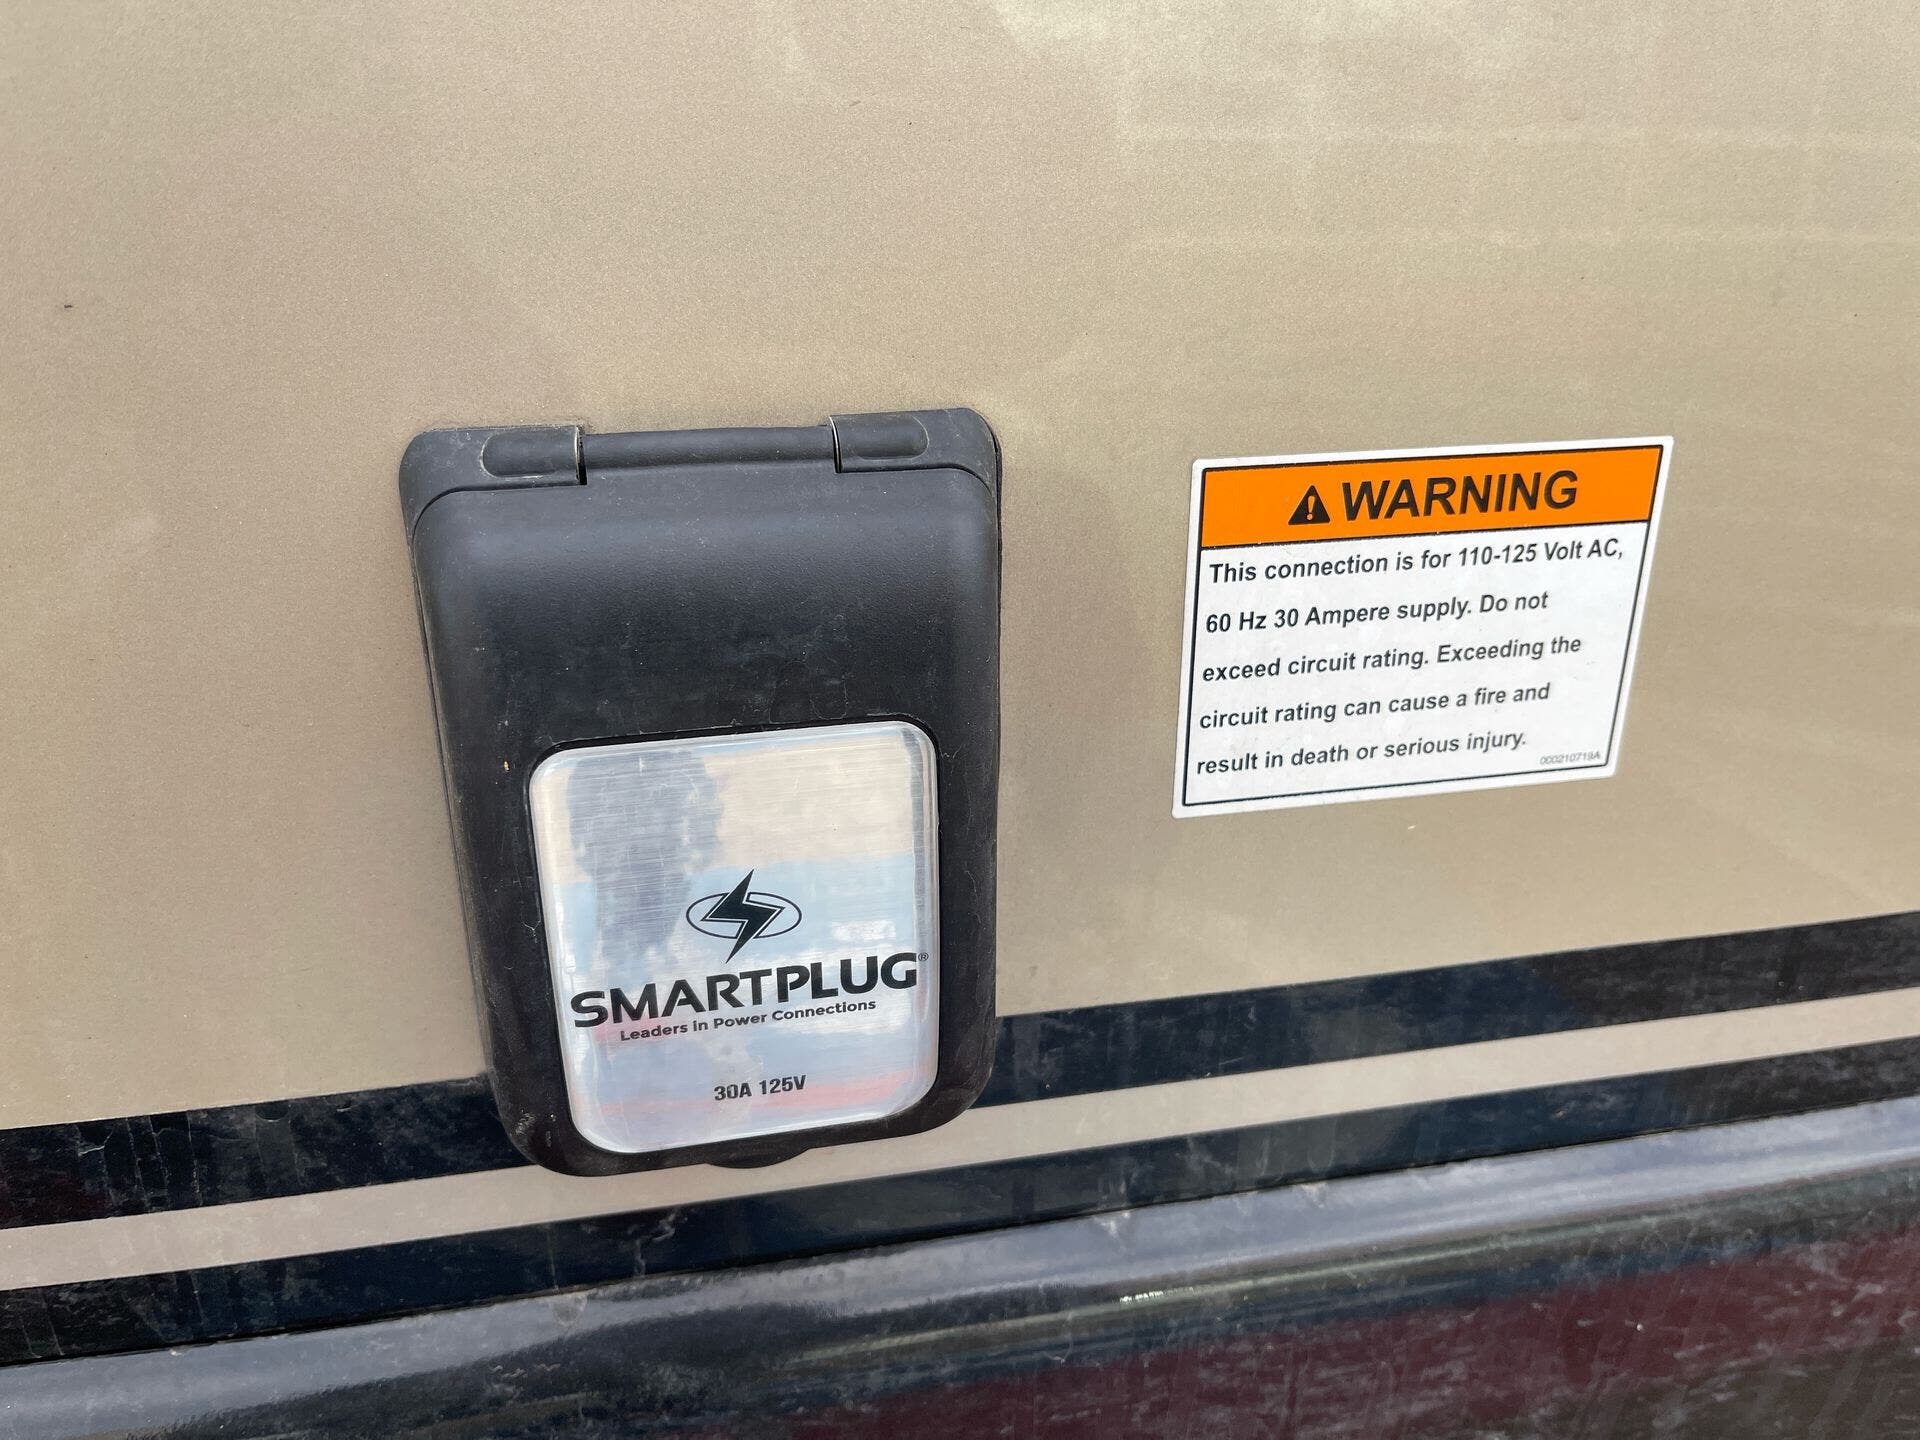 WARNING
This connection is for 110-125 Volt AC,
60 Hz 30 Ampere supply. Do not
exceed circuit rating. Exceeding the
circuit rating can cause a fire and
result in death or serious injury.
000210719A
SMARTPLUG®
Leaders in Power Connections
30A 125V